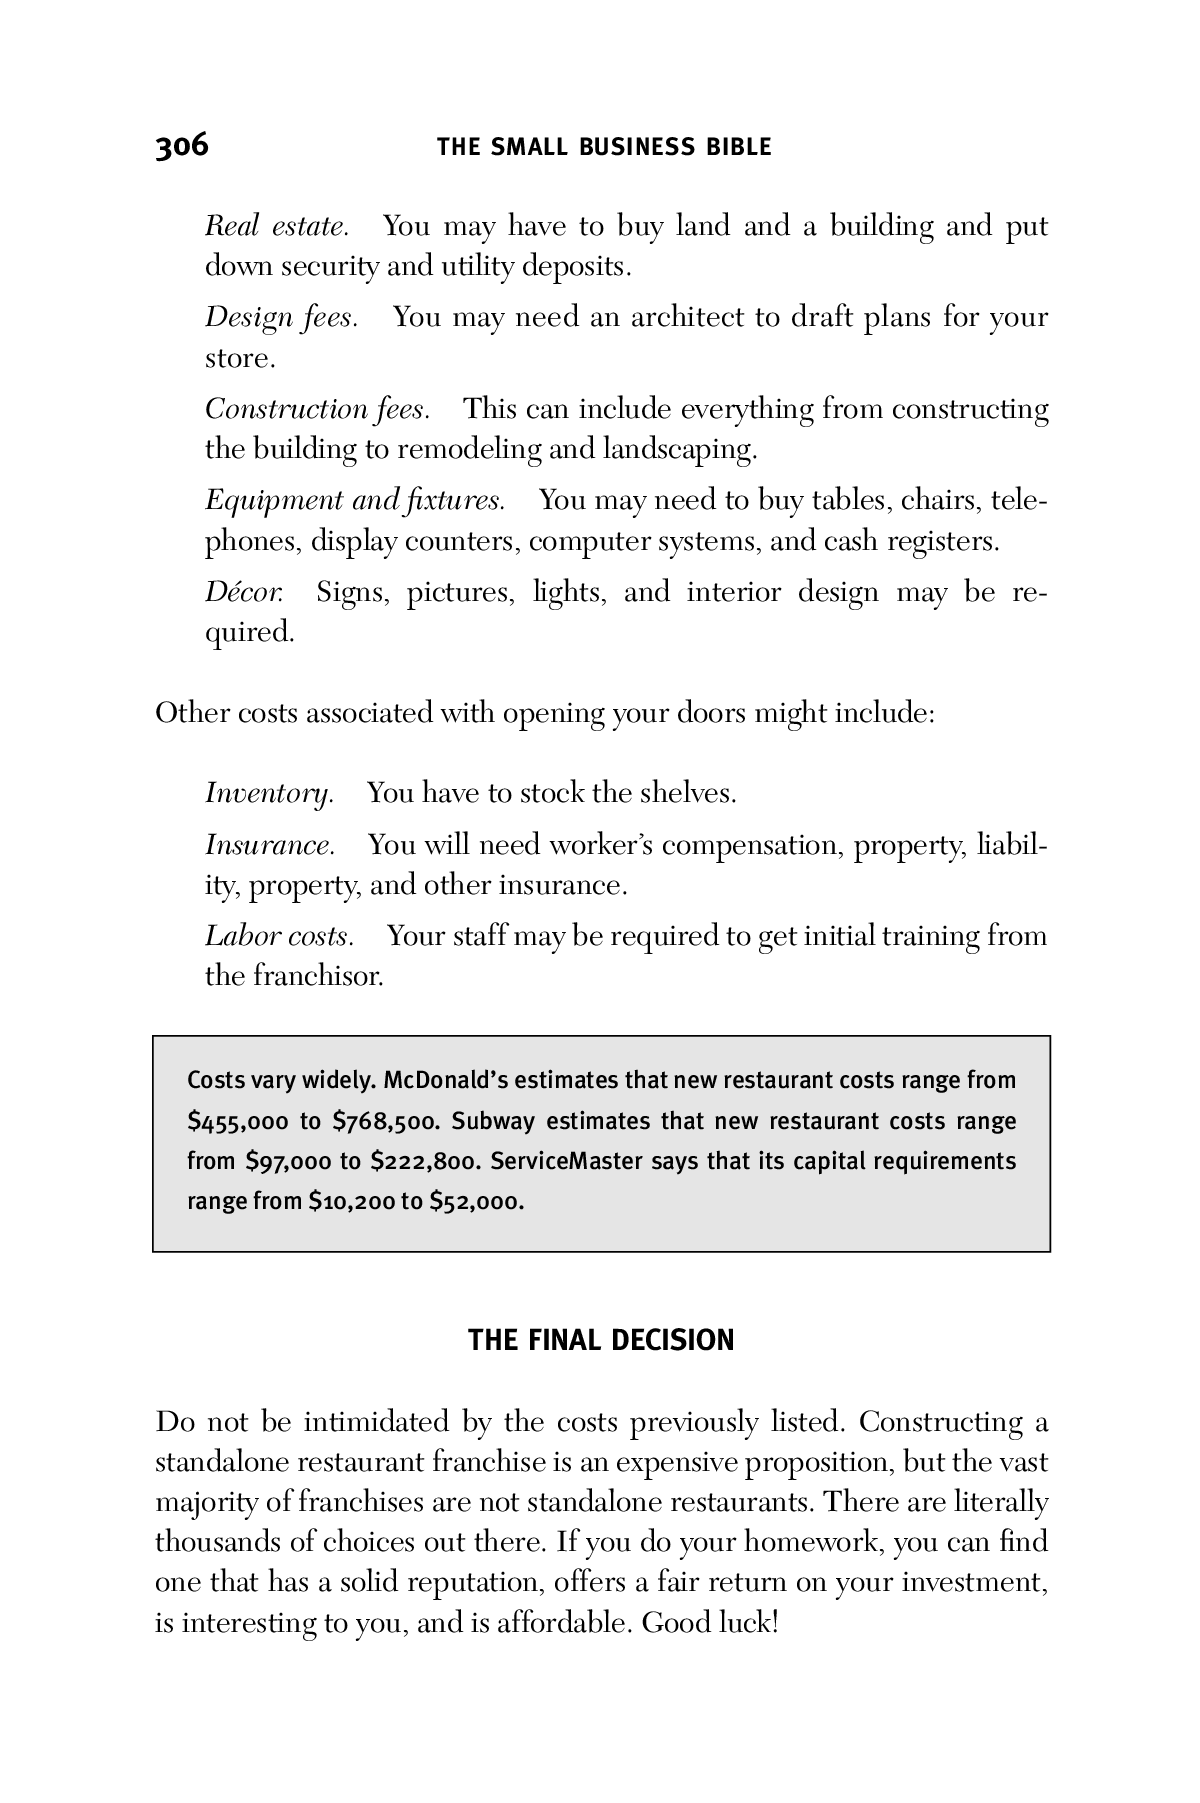 306 THE SMALL BUSINESS BIBLE
Real estate. You may have to buy land and a building and put
down security and utility deposits.
Design fees. You may need an architect to draft plans for your
store.
Construction fees. This can include everything from constructing
the building to remodeling and landscaping.
Equipment and fixtures. You may need to buy tables, chairs, tele-
phones, display counters, computer systems, and cash registers.
Décor. Signs, pictures, lights, and interior design may be re-
quired.
Other costs associated with opening your doors might include:
Inventory. You have to stock the shelves.
Insurance. You will need worker’s compensation, property, liabil-
ity, property, and other insurance.
Labor costs. Your staff may be required to get initial training from
the franchisor.
Costs vary widely. McDonald’s estimates that new restaurant costs range from
$455,000 to $768,500. Subway estimates that new restaurant costs range
from $97,000 to $222,800. ServiceMaster says that its capital requirements
range from $10,200 to $52,000.
THE FINAL DECISION
Do not be intimidated by the costs previously listed. Constructing a
standalone restaurant franchise is an expensive proposition, but the vast
majority of franchises are not standalone restaurants. There are literally
thousands of choices out there. If you do your homework, you can find
one that has a solid reputation, offers a fair return on your investment,
is interesting to you, and is affordable. Good luck!